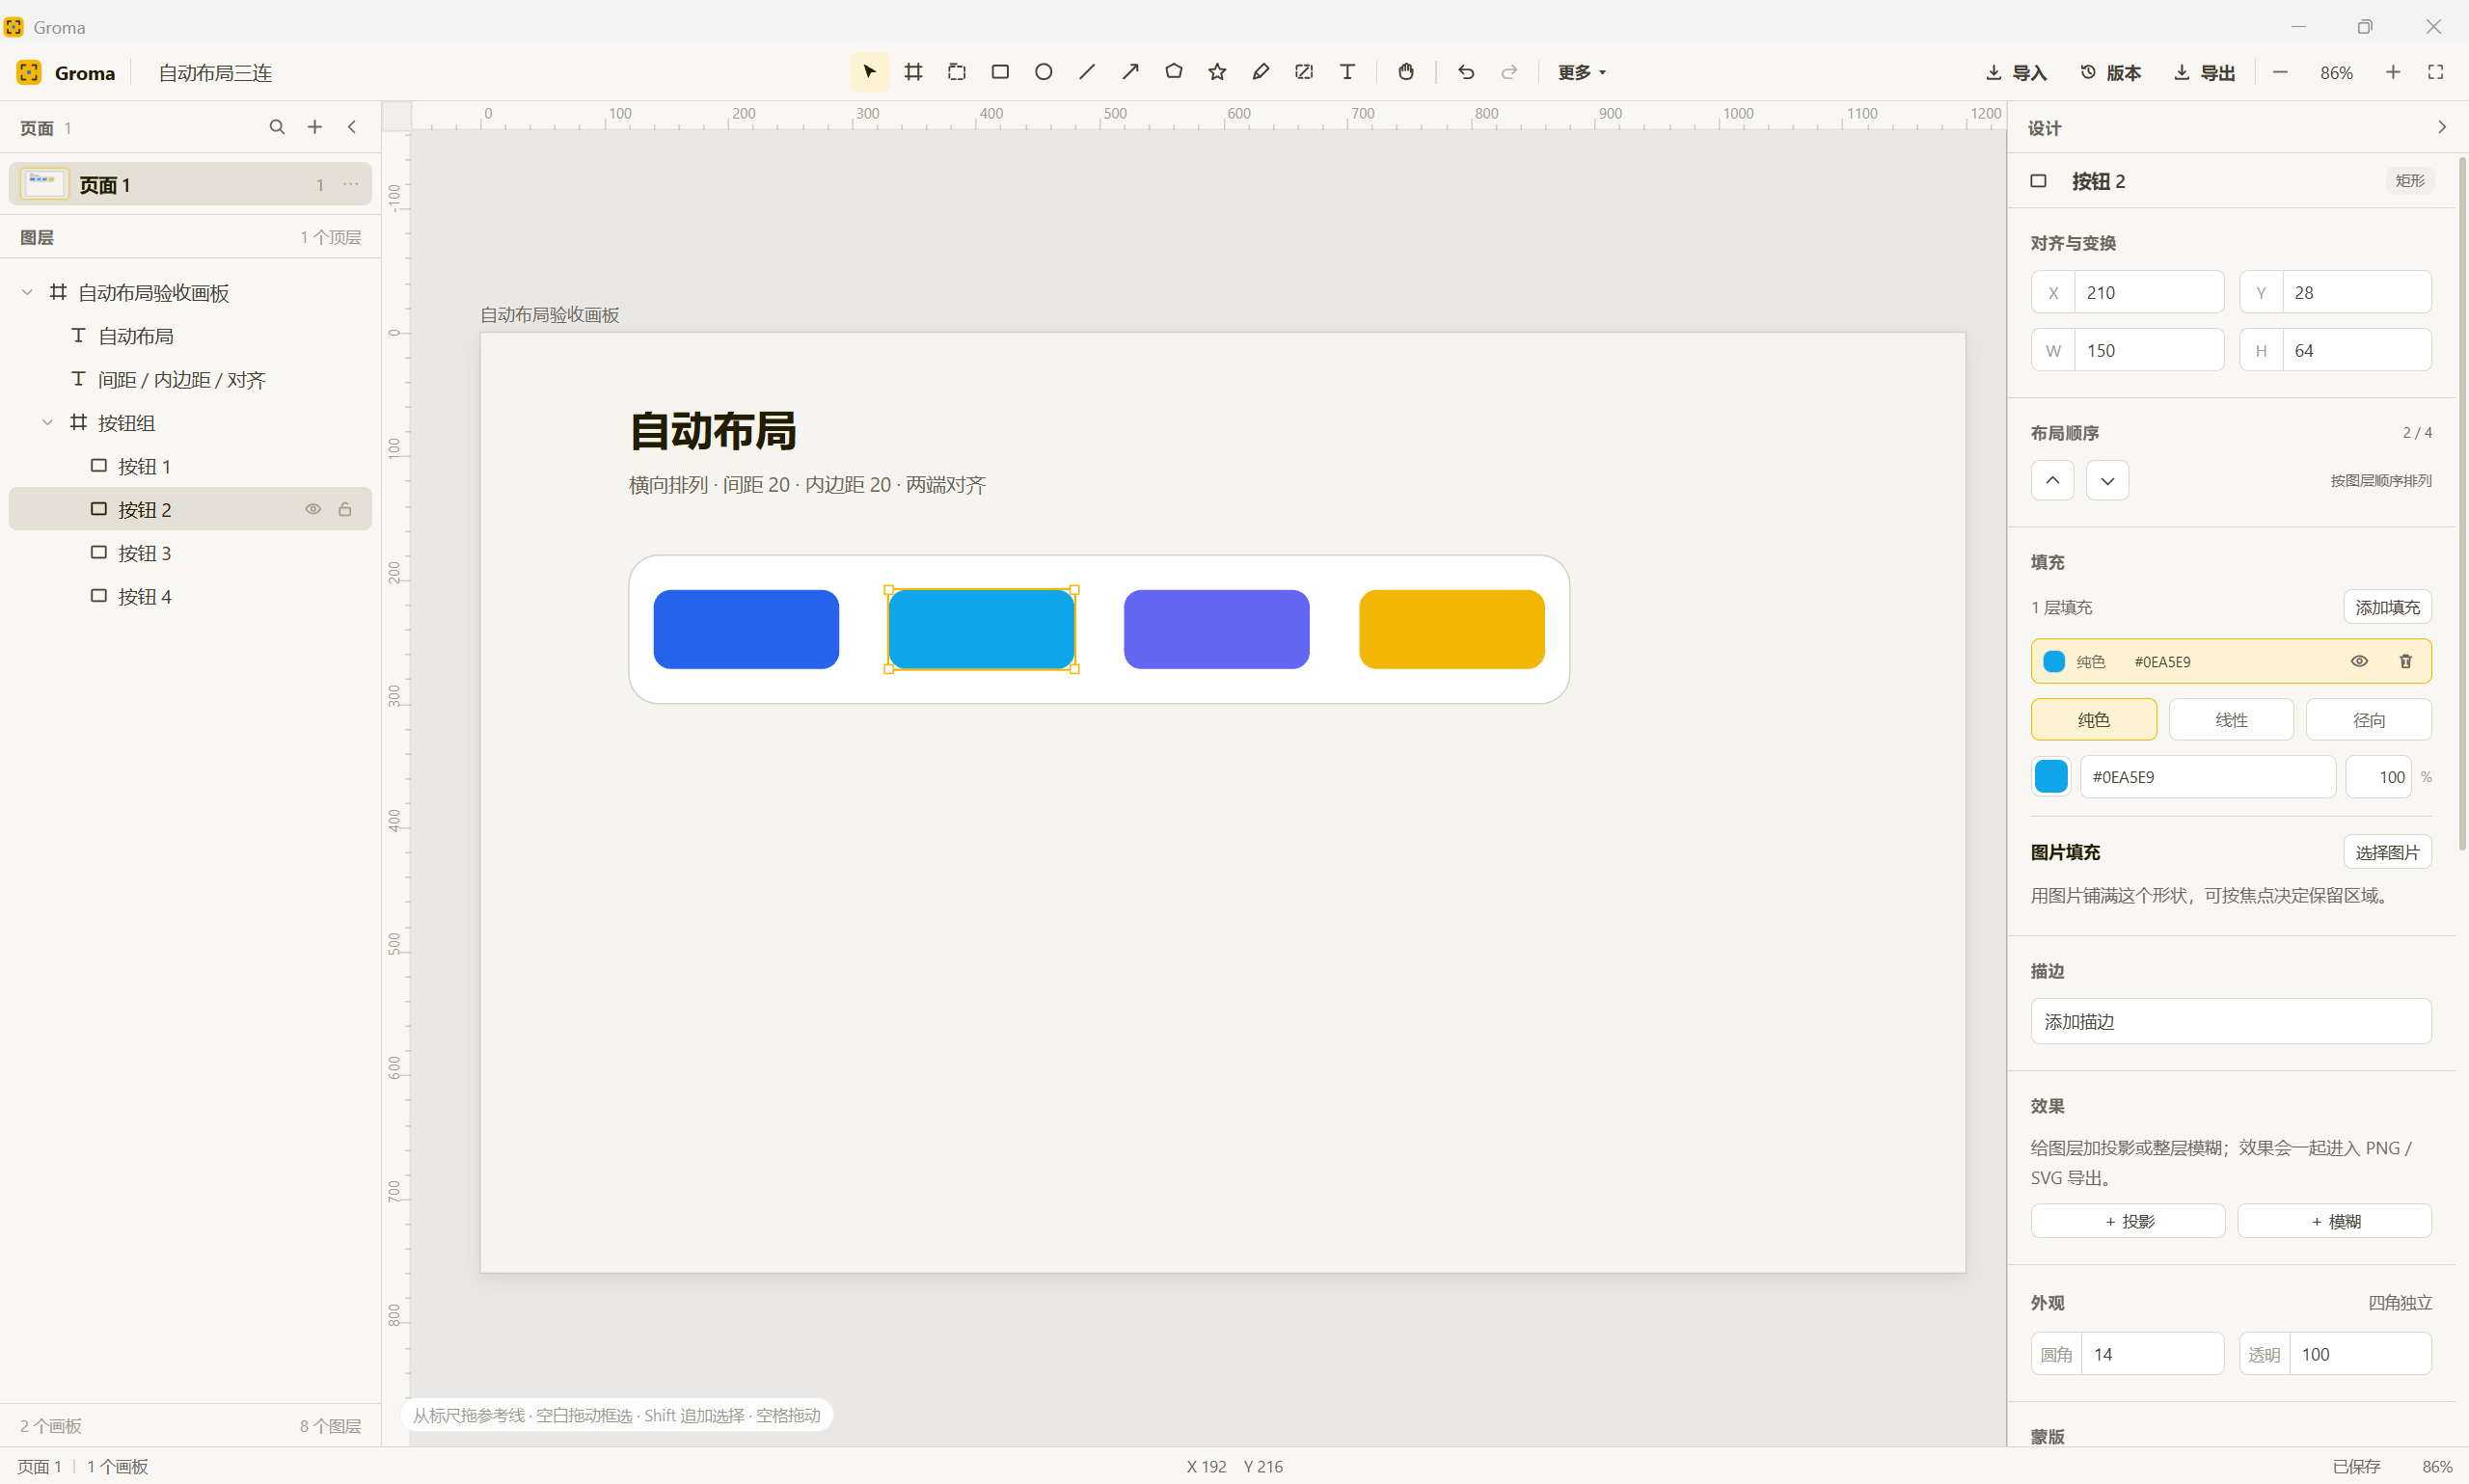 Groma
Groma
自动布局三连
更多
导入
版本
导出
86%
页面 1
页面 1
1
图层
1 个顶层
自动布局验收画板
自动布局
间距 / 内边距 / 对齐
按钮组
按钮 1
按钮 2
按钮 3
按钮 4
2 个画板
8 个图层
0 100 200 300 400 500 600 700 800 900 1000 1100 1200
-100
0
100
200
300
400
500
600
700
800
自动布局验收画板
自动布局
横向排列 · 间距 20 · 内边距 20 · 两端对齐
从标尺拖参考线 · 空白拖动框选 · Shift 追加选择 · 空格拖动
设计
按钮 2
矩形
对齐与变换
X 210
Y 28
W 150
H 64
布局顺序
2 / 4
按图层顺序排列
填充
1 层填充
添加填充
纯色 #0EA5E9
纯色
线性
径向
#0EA5E9
100 %
图片填充
选择图片
用图片铺满这个形状，可按焦点决定保留区域。
描边
添加描边
效果
给图层加投影或整层模糊；效果会一起进入 PNG /
SVG 导出。
+ 投影
+ 模糊
外观
四角独立
圆角 14
透明 100
蒙版
页面 1
1 个画板
X 192 Y 216
已保存
86%